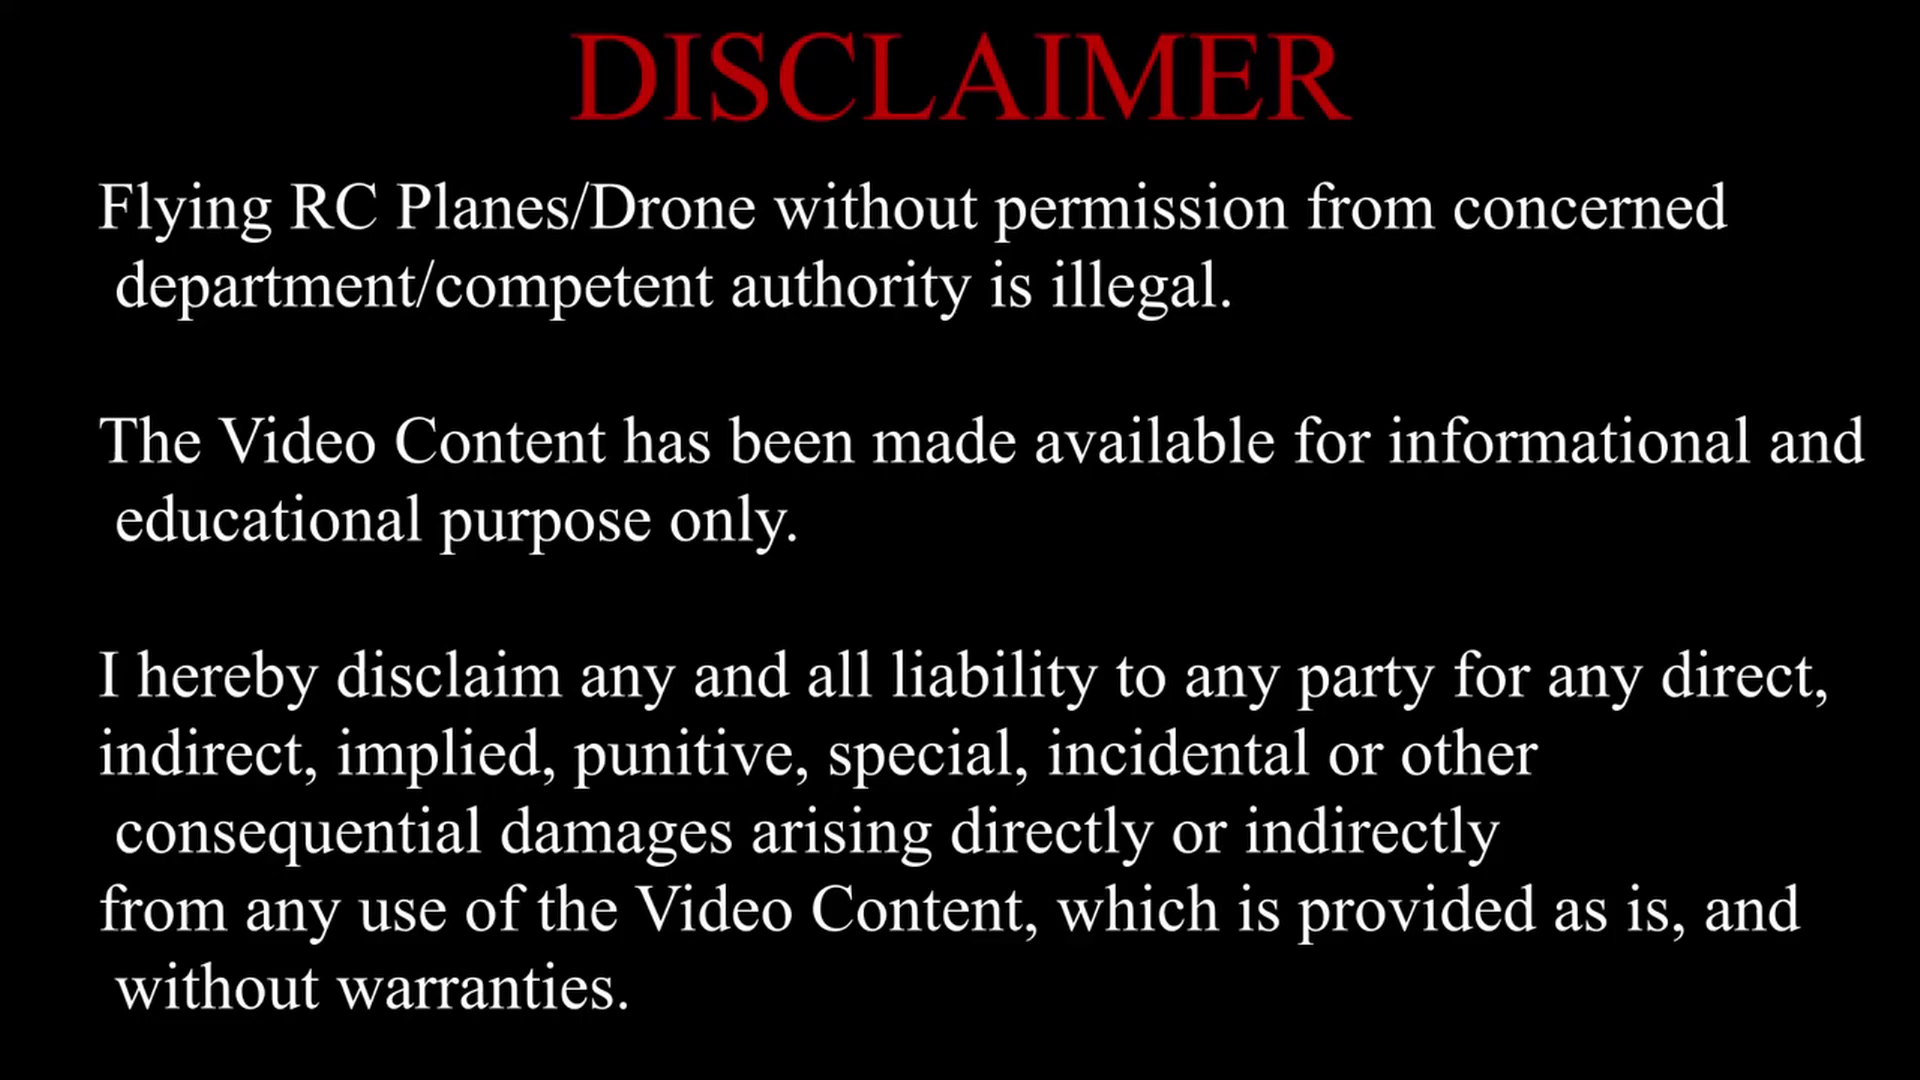 DISCLAIMER
Flying RC Planes/Drone without permission from concerned
department/competent authority is illegal.
The Video Content has been made available for informational and
educational purpose only.
I hereby disclaim any and all liability to any party for any direct,
indirect, implied, punitive, special, incidental or other
consequential damages arising directly or indirectly
from any use of the Video Content, which is provided as is, and
without warranties.